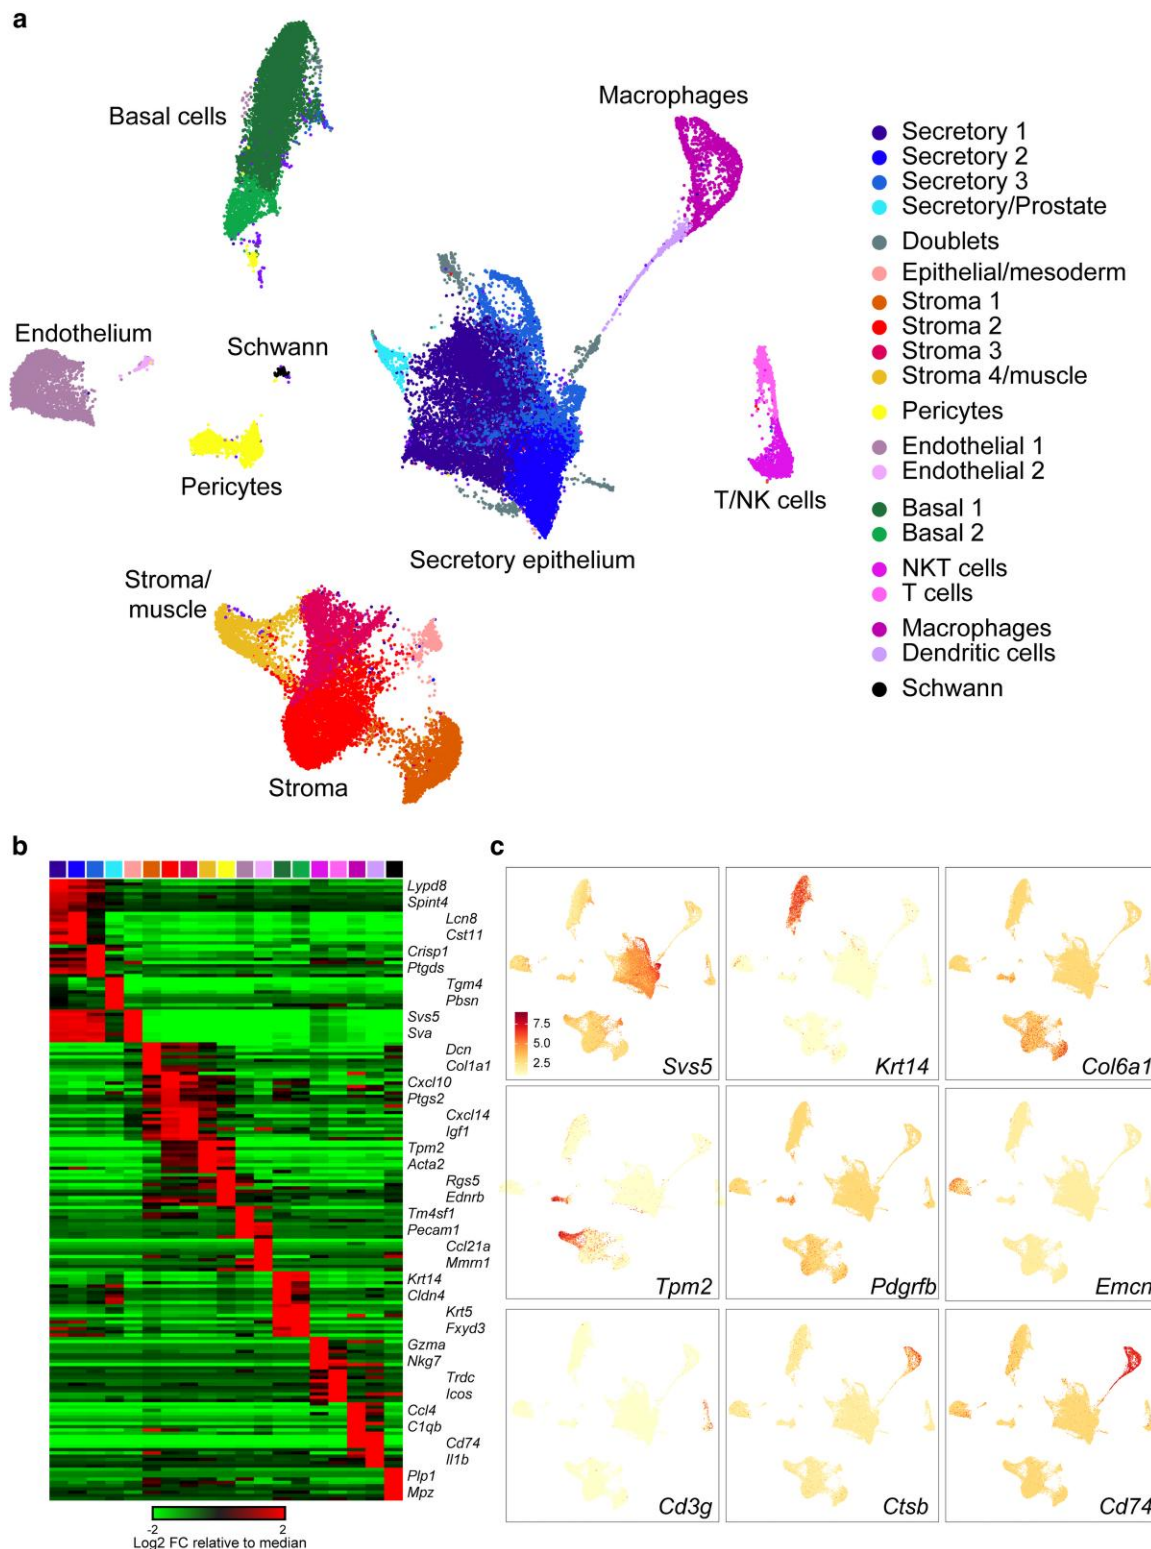 a
Basal cells
Macrophages
Endothelium
Schwann
Pericytes
Secretory epithelium
T/NK cells
Stroma/
muscle
Stroma
Secretory 1
Secretory 2
Secretory 3
Secretory/Prostate
Doublets
Epithelial/mesoderm
Stroma 1
Stroma 2
Stroma 3
Stroma 4/muscle
Pericytes
Endothelial 1
Endothelial 2
Basal 1
Basal 2
NKT cells
T cells
Macrophages
Dendritic cells
Schwann
b
Lypd8
Spint4
Lcn8
Cst11
Crisp1
Ptgds
Tgm4
Pbsn
Svs5
Sva
Dcn
Col1a1
Cxcl10
Ptgs2
Cxcl14
Igf1
Tpm2
Acta2
Rgs5
Ednrb
Tm4sf1
Pecam1
Ccl21a
Mmrn1
Krt14
Cldn4
Krt5
Fxyd3
Gzma
Nkg7
Trdc
Icos
Ccl4
C1qb
Cd74
Il1b
Plp1
Mpz
-2 2
Log2 FC relative to median
c
7.5
5.0
2.5
Svs5
Krt14
Col6a1
Tpm2
Pdgrfb
Emcn
Cd3g
Ctsb
Cd74